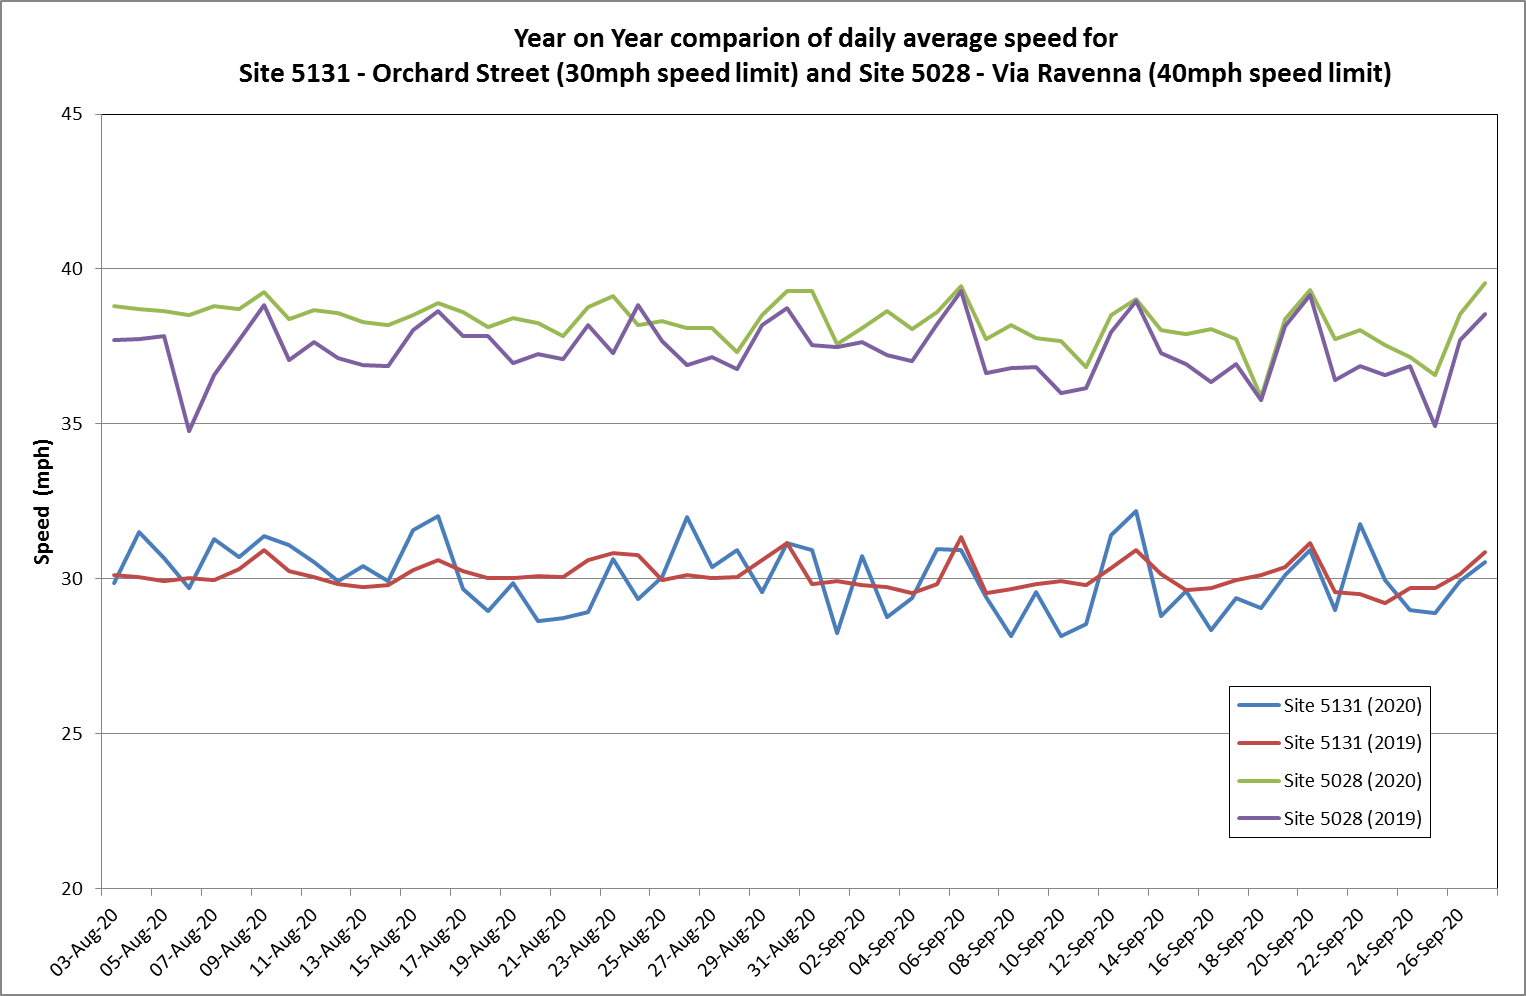 Year on Year comparion of daily average speed for
Site 5131 - Orchard Street (30mph speed limit) and Site 5028 - Via Ravenna (40mph speed limit)
45
40
35
30
25
20
Speed (mph)
Site 5131 (2020)
Site 5131 (2019)
Site 5028 (2020)
Site 5028 (2019)
03-Aug-20
05-Aug-20
07-Aug-20
09-Aug-20
11-Aug-20
13-Aug-20
15-Aug-20
17-Aug-20
19-Aug-20
21-Aug-20
23-Aug-20
25-Aug-20
27-Aug-20
29-Aug-20
31-Aug-20
02-Sep-20
04-Sep-20
06-Sep-20
08-Sep-20
10-Sep-20
12-Sep-20
14-Sep-20
16-Sep-20
18-Sep-20
20-Sep-20
22-Sep-20
24-Sep-20
26-Sep-20